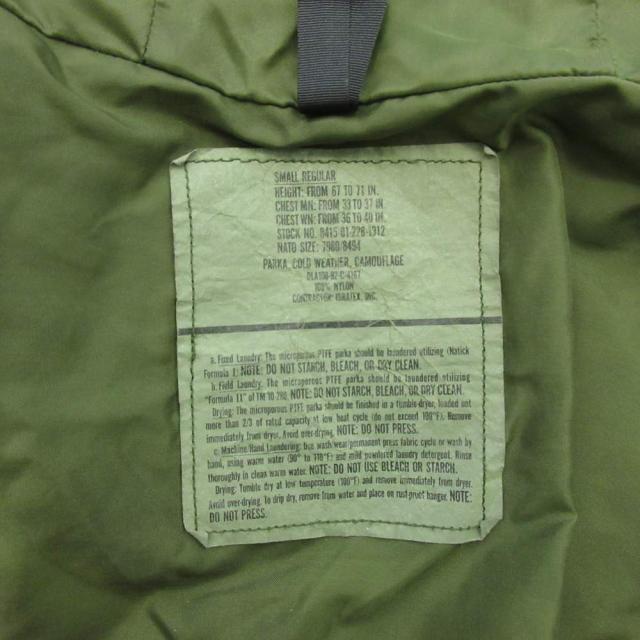 SMALL REGULAR
HEIGHT: FROM 67 TO 71 IN.
CHEST MN: FROM 33 TO 37 IN
CHEST WN: FROM 36 TO 40 IN.
STOCK NO. 8415-01-228-1312
NATO SIZE: 7080/8494
PARKA, COLD WEATHER, CAMOUFLAGE
100% NYLON
CONTRACTOR: INC.
a. Fixed Laundry: The microporous PTFE parka should be laundered utilizing (Natick
Formula I. NOTE: DO NOT STARCH, BLEACH, OR DRY CLEAN.
b. Field Laundry: The microporous PTFE parka should be laundered utilizing
"Formula II" of TM 10-280. NOTE: DO NOT STARCH, BLEACH, OR DRY CLEAN.
Drying: The microporous PTFE parka should be finished in a tumble dryer, loaded not
more than 2/3 of rated capacity at low heat cycle (do not exceed 100°F). Remove
immediately from dryer. Avoid over-drying. NOTE: DO NOT PRESS.
c. Machine/Hand Laundering: wash permanent press fabric cycle or wash by
hand, using warm water (90° to 110°F) and mild powdered laundry detergent. Rinse
thoroughly in clean warm water. NOTE: DO NOT USE BLEACH OR STARCH.
Drying: Tumble dry at low temperature (100°F) and remove immediately from dryer.
Avoid over-drying. To drip dry, remove from water and place on rust-proof hanger. NOTE:
DO NOT PRESS.